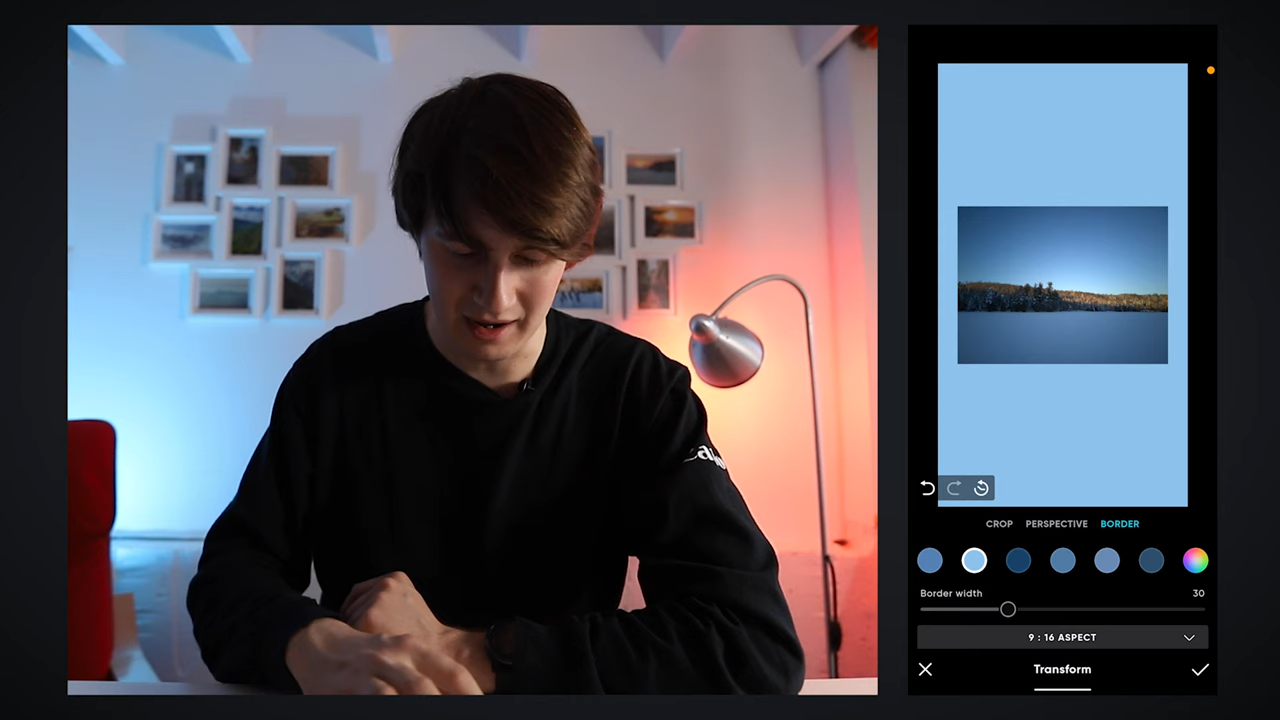 CROP PERSPECTIVE BORDER
Border width 30
9 : 16 ASPECT
Transform